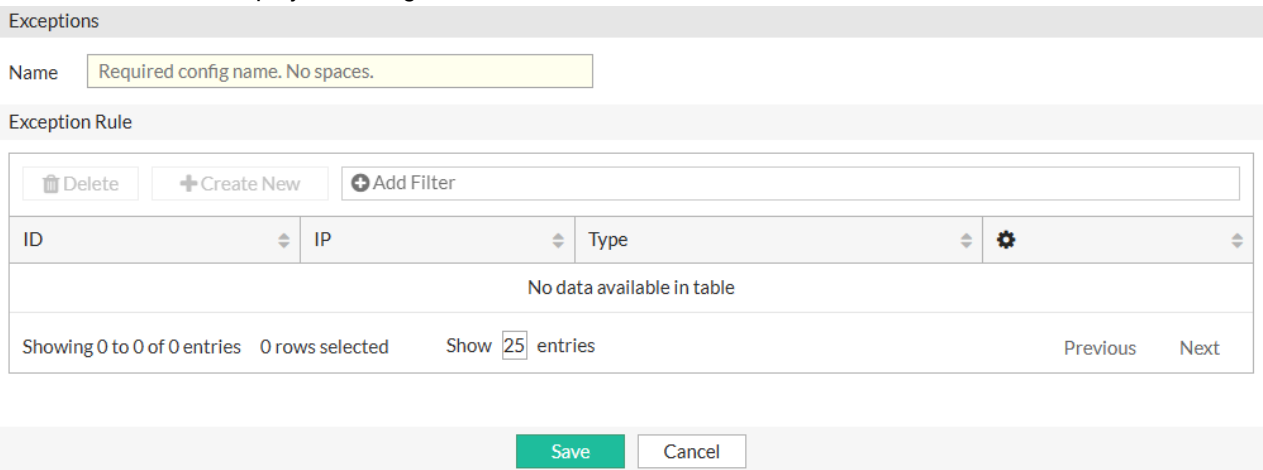 Exceptions
Name Required config name. No spaces.
Exception Rule
Delete Create New Add Filter
ID IP Type
No data available in table
Showing 0 to 0 of 0 entries 0 rows selected Show 25 entries Previous Next
Save Cancel